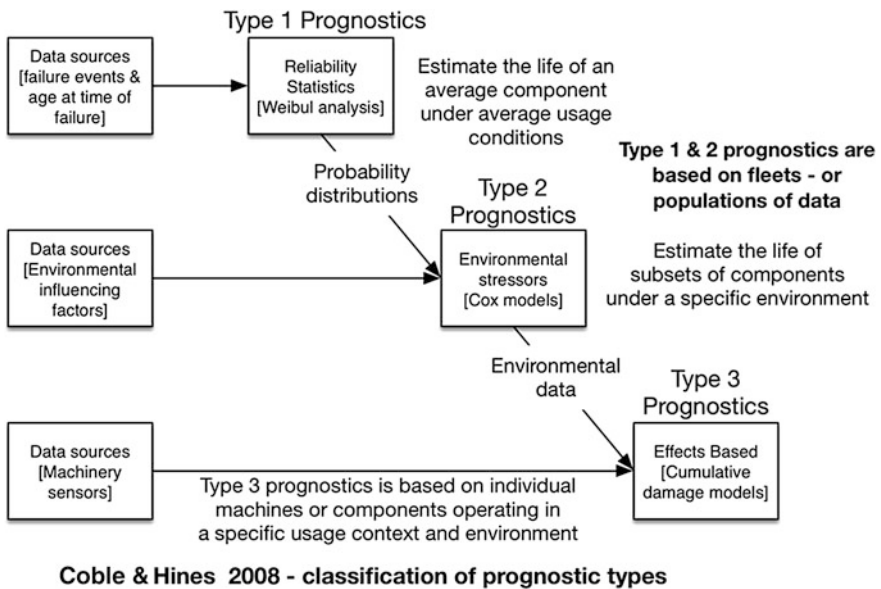 Type 1 Prognostics
Data sources
[failure events &
age at time of
failure]
Reliability
Statistics
[Weibul analysis]
Estimate the life of an
average component
under average usage
conditions
Probability
distributions
Type 1 & 2 prognostics are
based on fleets - or
populations of data
Type 2
Prognostics
Data sources
[Environmental
influencing
factors]
Environmental
stressors
[Cox models]
Estimate the life of
subsets of components
under a specific environment
Environmental
data
Type 3
Prognostics
Data sources
[Machinery
sensors]
Effects Based
[Cumulative
damage models]
Type 3 prognostics is based on individual
machines or components operating in
a specific usage context and environment
Coble & Hines 2008 - classification of prognostic types